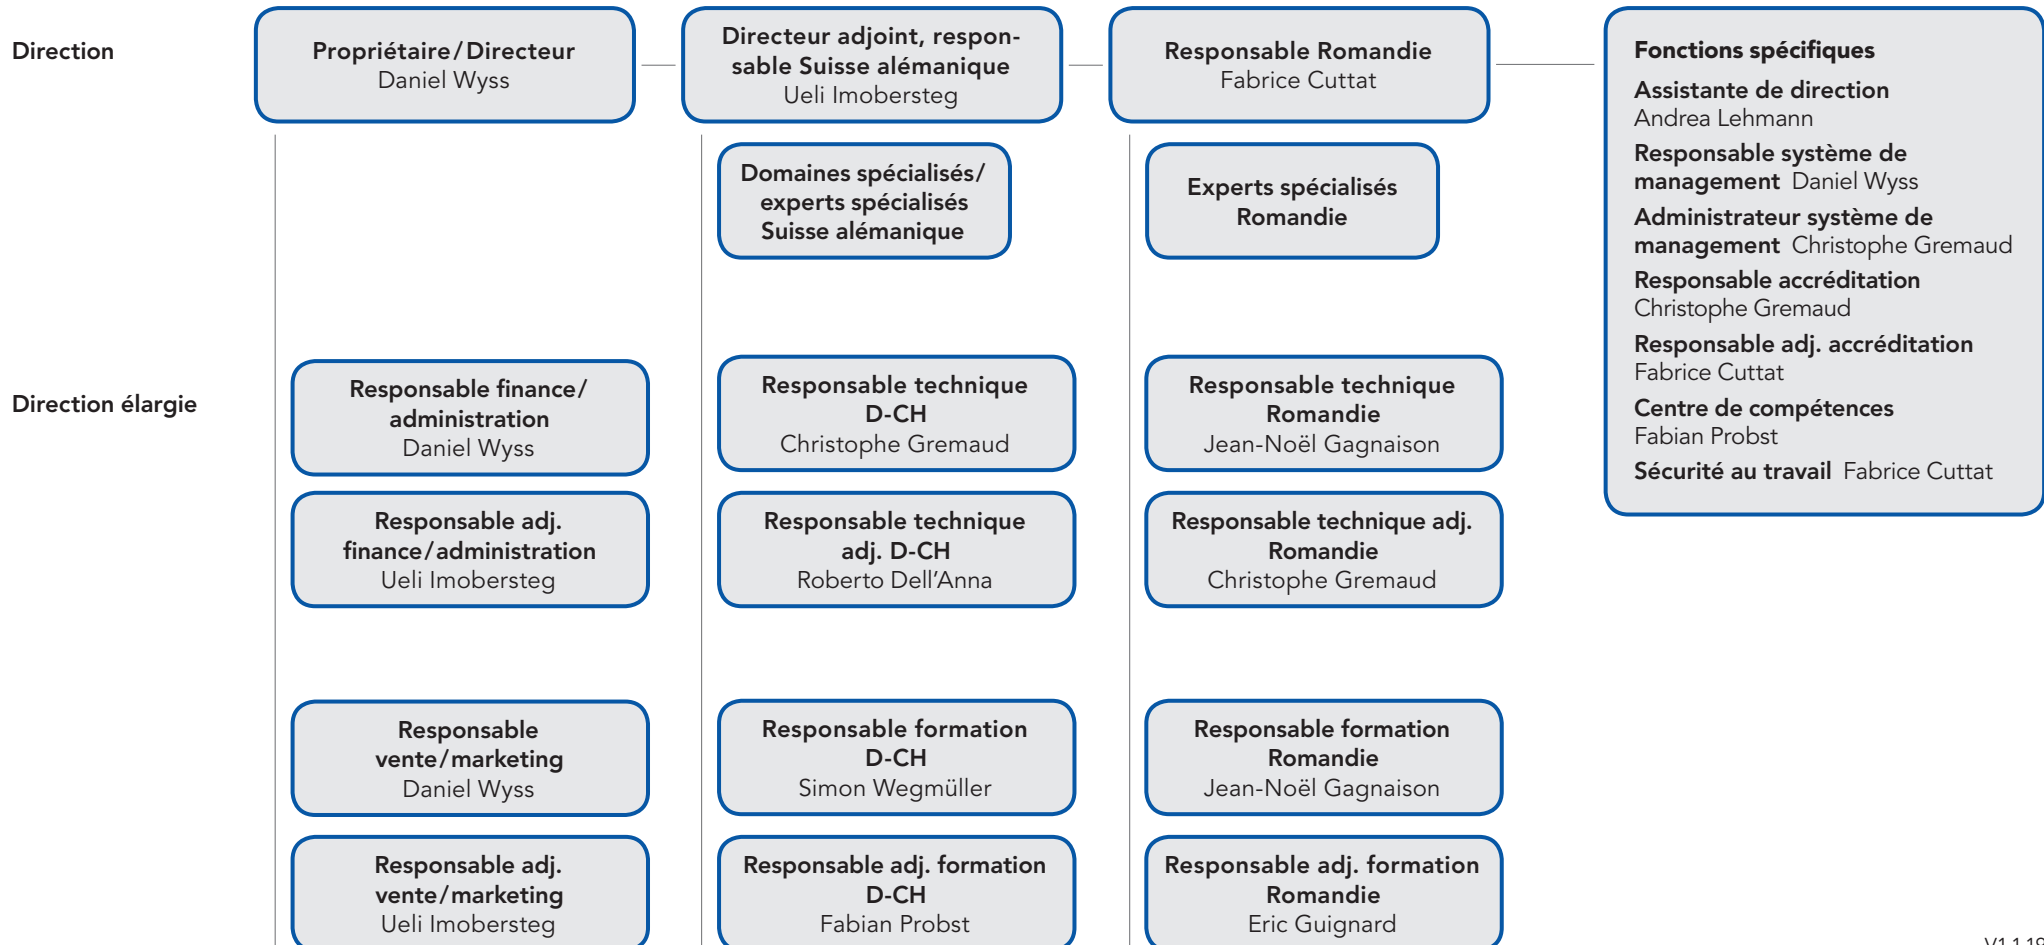 Direction
Propriétaire/Directeur
Daniel Wyss
Directeur adjoint, respon-
sable Suisse alémanique
Ueli Imobersteg
Responsable Romandie
Fabrice Cuttat
Domaines spécialisés/
experts spécialisés
Suisse alémanique
Experts spécialisés
Romandie
Fonctions spécifiques
Assistante de direction
Andrea Lehmann
Responsable système de
management Daniel Wyss
Administrateur système de
management Christophe Gremaud
Responsable accréditation
Christophe Gremaud
Responsable adj. accréditation
Fabrice Cuttat
Centre de compétences
Fabian Probst
Sécurité au travail Fabrice Cuttat
Direction élargie
Responsable finance/
administration
Daniel Wyss
Responsable technique
D-CH
Christophe Gremaud
Responsable technique
Romandie
Jean-Noël Gagnaison
Responsable adj.
finance/administration
Ueli Imobersteg
Responsable technique
adj. D-CH
Roberto Dell’Anna
Responsable technique adj.
Romandie
Christophe Gremaud
Responsable
vente/marketing
Daniel Wyss
Responsable formation
D-CH
Simon Wegmüller
Responsable formation
Romandie
Jean-Noël Gagnaison
Responsable adj.
vente/marketing
Ueli Imobersteg
Responsable adj. formation
D-CH
Fabian Probst
Responsable adj. formation
Romandie
Eric Guignard